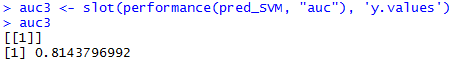 > auc3 <- slot(performance(pred_SVM, "auc"), 'y.values')
> auc3
[[1]]
[1] 0.8143796992